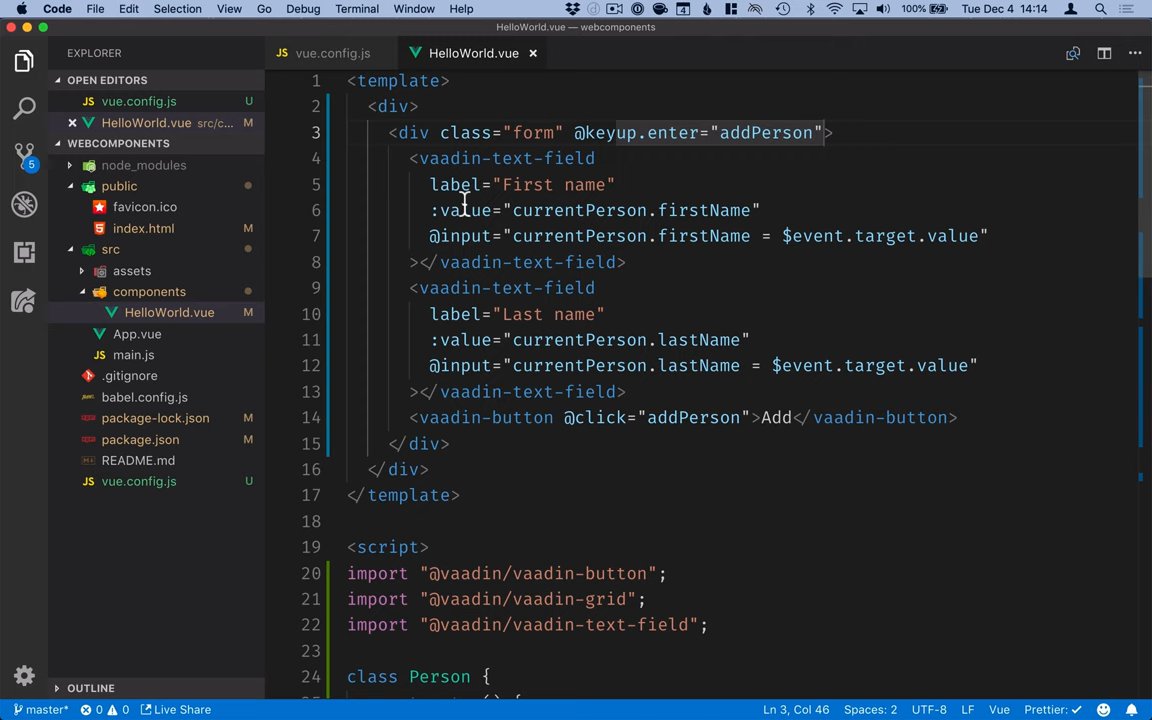 Code File Edit Selection View Go Debug Terminal Window Help 4 100% Tue Dec 4 14:14
HelloWorld.vue — webcomponents
EXPLORER
OPEN EDITORS
JS vue.config.js U
HelloWorld.vue src/c... M
WEBCOMPONENTS
node_modules
public
favicon.ico
index.html M
src
assets
components
HelloWorld.vue M
App.vue
main.js
.gitignore
babel.config.js
package-lock.json M
package.json M
README.md
JS vue.config.js U
OUTLINE
5
JS vue.config.js
HelloWorld.vue
1 <template>
2 <div>
3 <div class="form" @keyup.enter="addPerson">
4 <vaadin-text-field
5 label="First name"
6 :value="currentPerson.firstName"
7 @input="currentPerson.firstName = $event.target.value"
8 ></vaadin-text-field>
9 <vaadin-text-field
10 label="Last name"
11 :value="currentPerson.lastName"
12 @input="currentPerson.lastName = $event.target.value"
13 ></vaadin-text-field>
14 <vaadin-button @click="addPerson">Add</vaadin-button>
15 </div>
16 </div>
17 </template>
18
19 <script>
20 import "@vaadin/vaadin-button";
21 import "@vaadin/vaadin-grid";
22 import "@vaadin/vaadin-text-field";
23
24 class Person {
master* 0 0 Live Share Ln 3, Col 46 Spaces: 2 UTF-8 LF Vue Prettier: ✓